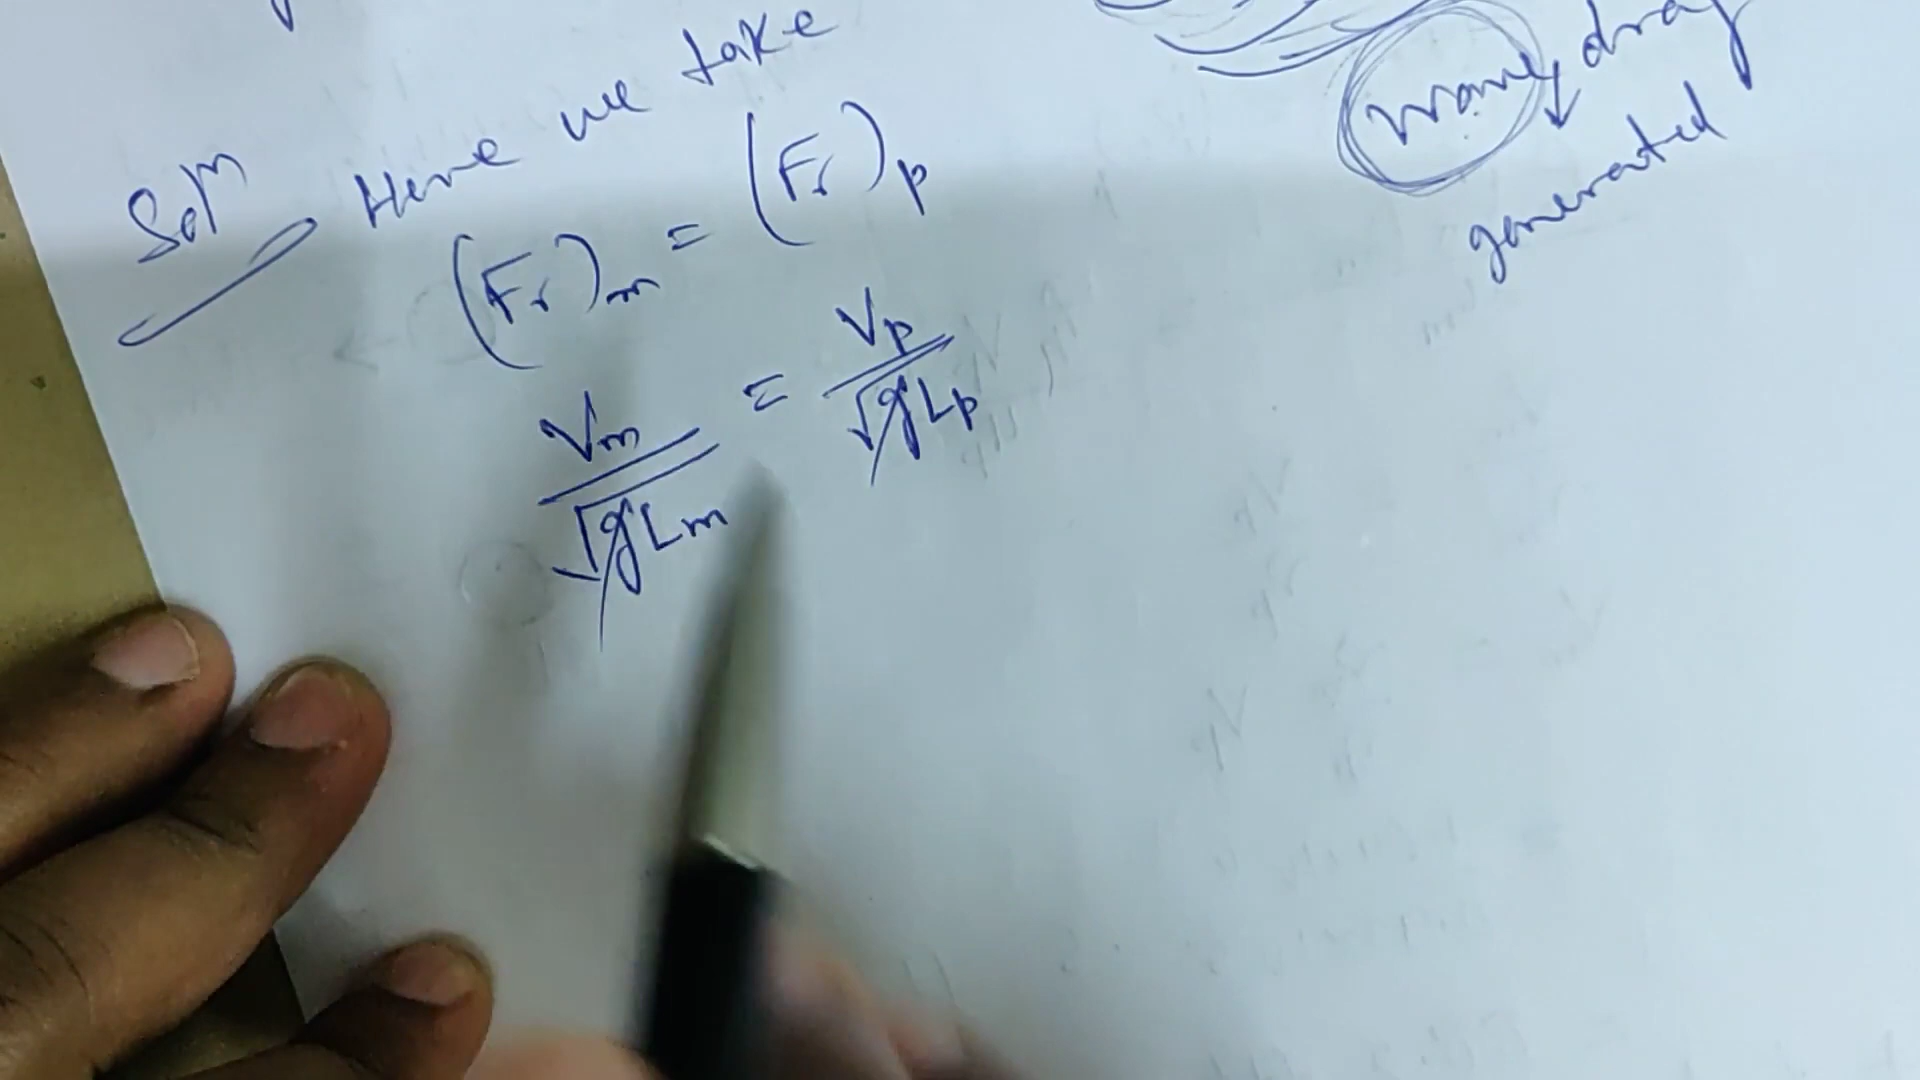 Wave, drag
generated
Solⁿ Here we take
(Fr)m = (Fr)p
Vm/√gLm = Vp/√gLp